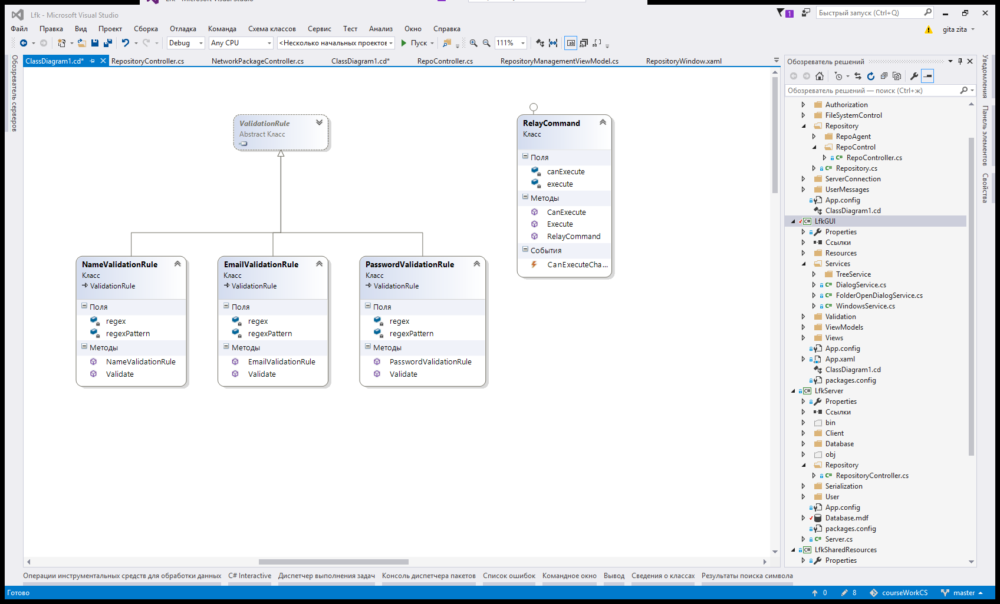 Lfk - Microsoft Visual Studio
Быстрый запуск (Ctrl+Q)
1
Файл Правка Вид Проект Сборка Отладка Команда Схема классов Сервис Тест Анализ Окно Справка
gita zita
Debug Any CPU <Несколько начальных проектов> Пуск 111%
ClassDiagram1.cd* RepositoryController.cs NetworkPackageController.cs ClassDiagram1.cd* RepoController.cs RepositoryManagementViewModel.cs RepositoryWindow.xaml
Обозреватель серверов
ValidationRule
Abstract Класс
RelayCommand
Класс
Поля
canExecute
execute
Методы
CanExecute
Execute
RelayCommand
События
CanExecuteCha...
NameValidationRule
Класс
ValidationRule
Поля
regex
regexPattern
Методы
NameValidationRule
Validate
EmailValidationRule
Класс
ValidationRule
Поля
regex
regexPattern
Методы
EmailValidationRule
Validate
PasswordValidationRule
Класс
ValidationRule
Поля
regex
regexPattern
Методы
PasswordValidationRule
Validate
Обозреватель решений
Обозреватель решений — поиск (Ctrl+ж)
Authorization
FileSystemControl
Repository
RepoAgent
RepoControl
C# RepoController.cs
C# Repository.cs
ServerConnection
UserMessages
App.config
ClassDiagram1.cd
C# LfkGUI
Properties
Ссылки
Resources
Services
TreeService
C# DialogService.cs
C# FolderOpenDialogService.cs
C# WindowsService.cs
Validation
ViewModels
Views
App.config
App.xaml
ClassDiagram1.cd
packages.config
C# LfkServer
Properties
Ссылки
bin
Client
Database
obj
Repository
C# RepositoryController.cs
Serialization
User
App.config
Database.mdf
packages.config
C# Server.cs
C# LfkSharedResources
Properties
Уведомления
Панель элементов
Свойства
Операции инструментальных средств для обработки данных C# Interactive Диспетчер выполнения задач Консоль диспетчера пакетов Список ошибок Командное окно Вывод Сведения о классах Результаты поиска символа
Готово
0 8 courseWorkCS master